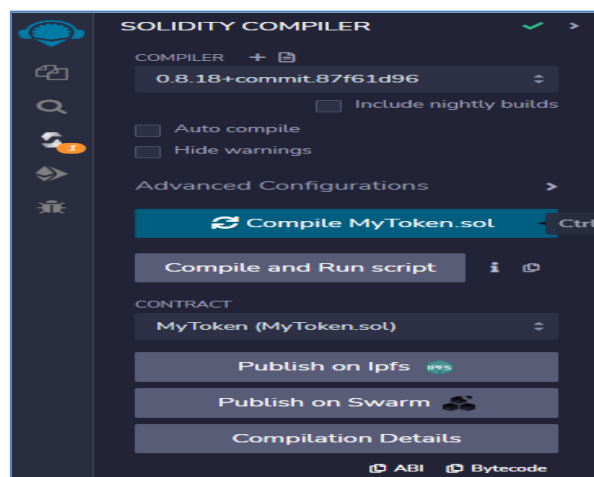 SOLIDITY COMPILER
COMPILER
0.8.18+commit.87f61d96
Include nightly builds
Auto compile
1
Hide warnings
Advanced Configurations
Compile MyToken.sol
Ctrl
Compile and Run script
CONTRACT
MyToken (MyToken.sol)
Publish on Ipfs IPFS
Publish on Swarm
Compilation Details
ABI Bytecode